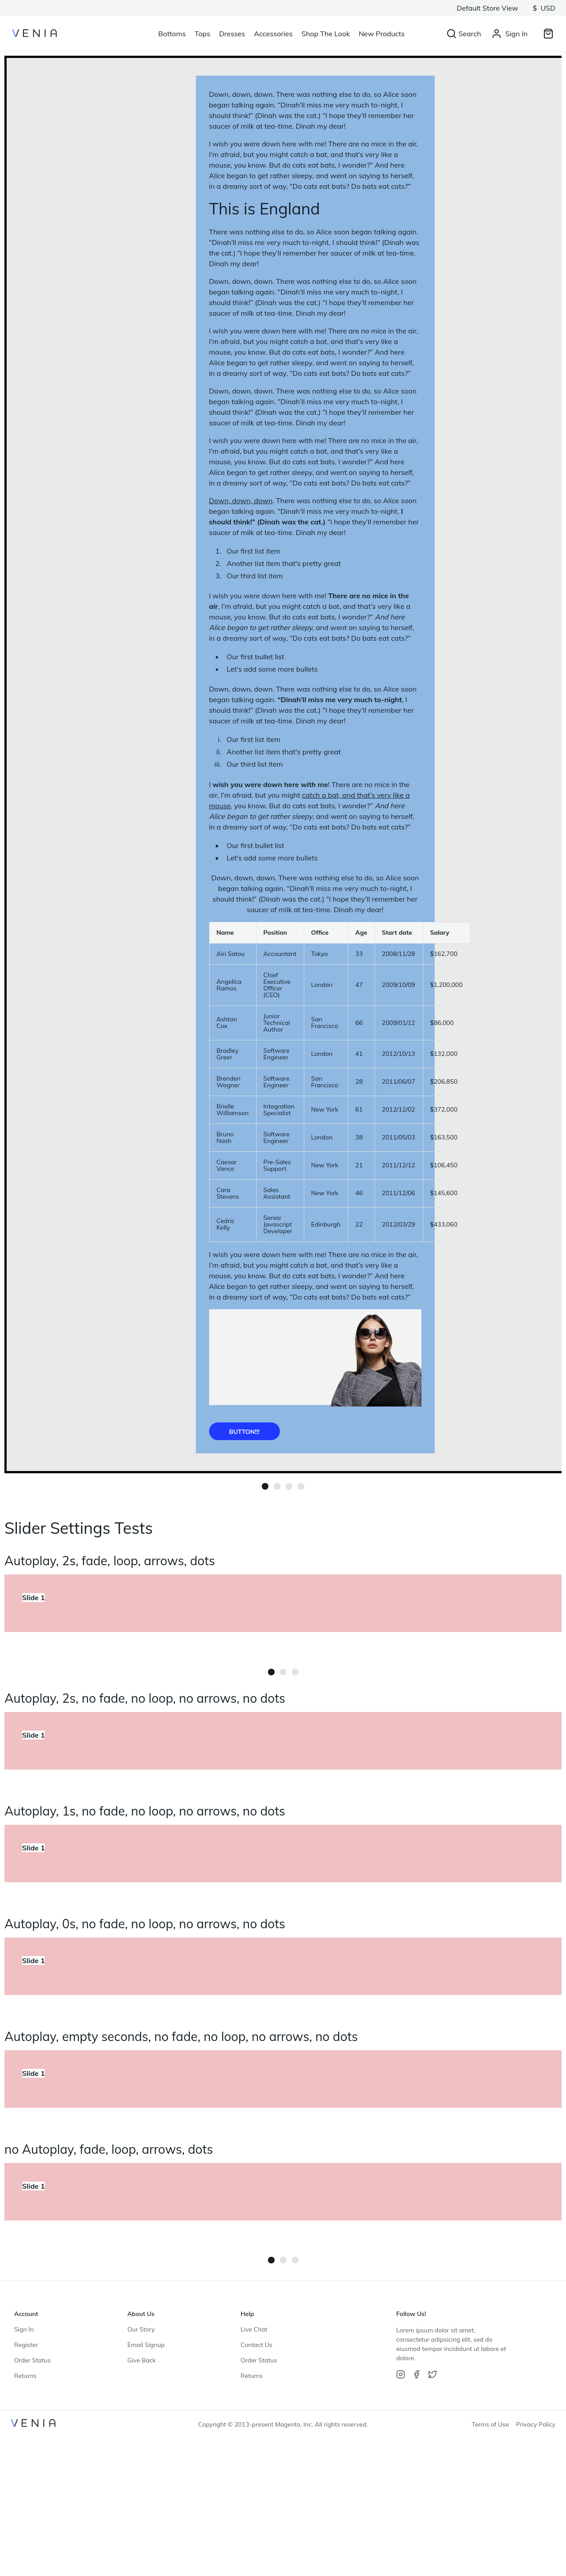 Default Store View $ USD
VENIA Bottoms Tops Dresses Accessories Shop The Look New Products Search Sign In
Down, down, down. There was nothing else to do, so Alice soon
began talking again. “Dinah’ll miss me very much to-night, I
should think!” (Dinah was the cat.) “I hope they’ll remember her
saucer of milk at tea-time. Dinah my dear!
I wish you were down here with me! There are no mice in the air,
I’m afraid, but you might catch a bat, and that’s very like a
mouse, you know. But do cats eat bats, I wonder?” And here
Alice began to get rather sleepy, and went on saying to herself,
in a dreamy sort of way, “Do cats eat bats? Do bats eat cats?”
This is England
There was nothing else to do, so Alice soon began talking again.
“Dinah’ll miss me very much to-night, I should think!” (Dinah was
the cat.) “I hope they’ll remember her saucer of milk at tea-time.
Dinah my dear!
Down, down, down. There was nothing else to do, so Alice soon
began talking again. “Dinah’ll miss me very much to-night, I
should think!” (Dinah was the cat.) “I hope they’ll remember her
saucer of milk at tea-time. Dinah my dear!
I wish you were down here with me! There are no mice in the air,
I’m afraid, but you might catch a bat, and that’s very like a
mouse, you know. But do cats eat bats, I wonder?” And here
Alice began to get rather sleepy, and went on saying to herself,
in a dreamy sort of way, “Do cats eat bats? Do bats eat cats?”
Down, down, down. There was nothing else to do, so Alice soon
began talking again. “Dinah’ll miss me very much to-night, I
should think!” (Dinah was the cat.) “I hope they’ll remember her
saucer of milk at tea-time. Dinah my dear!
I wish you were down here with me! There are no mice in the air,
I’m afraid, but you might catch a bat, and that’s very like a
mouse, you know. But do cats eat bats, I wonder?” And here
Alice began to get rather sleepy, and went on saying to herself,
in a dreamy sort of way, “Do cats eat bats? Do bats eat cats?”
Down, down, down. There was nothing else to do, so Alice soon
began talking again. “Dinah’ll miss me very much to-night, I
should think!” (Dinah was the cat.) “I hope they’ll remember her
saucer of milk at tea-time. Dinah my dear!
1. Our first list item
2. Another list item that's pretty great
3. Our third list item
I wish you were down here with me! There are no mice in the
air, I’m afraid, but you might catch a bat, and that’s very like a
mouse, you know. But do cats eat bats, I wonder?” And here
Alice began to get rather sleepy, and went on saying to herself,
in a dreamy sort of way, “Do cats eat bats? Do bats eat cats?”
• Our first bullet list
• Let's add some more bullets
Down, down, down. There was nothing else to do, so Alice soon
began talking again. “Dinah’ll miss me very much to-night, I
should think!” (Dinah was the cat.) “I hope they’ll remember her
saucer of milk at tea-time. Dinah my dear!
i. Our first list item
ii. Another list item that's pretty great
iii. Our third list item
I wish you were down here with me! There are no mice in the
air, I’m afraid, but you might catch a bat, and that’s very like a
mouse, you know. But do cats eat bats, I wonder?” And here
Alice began to get rather sleepy, and went on saying to herself,
in a dreamy sort of way, “Do cats eat bats? Do bats eat cats?”
• Our first bullet list
• Let's add some more bullets
Down, down, down. There was nothing else to do, so Alice soon
began talking again. “Dinah’ll miss me very much to-night, I
should think!” (Dinah was the cat.) “I hope they’ll remember her
saucer of milk at tea-time. Dinah my dear!
Name Position Office Age Start date Salary
Airi Satou Accountant Tokyo 33 2008/11/28 $162,700
Angelica Ramos Chief Executive Officer (CEO) London 47 2009/10/09 $1,200,000
Ashton Cox Junior Technical Author San Francisco 66 2009/01/12 $86,000
Bradley Greer Software Engineer London 41 2012/10/13 $132,000
Brenden Wagner Software Engineer San Francisco 28 2011/06/07 $206,850
Brielle Williamson Integration Specialist New York 61 2012/12/02 $372,000
Bruno Nash Software Engineer London 38 2011/05/03 $163,500
Caesar Vance Pre-Sales Support New York 21 2011/12/12 $106,450
Cara Stevens Sales Assistant New York 46 2011/12/06 $145,600
Cedric Kelly Senior Javascript Developer Edinburgh 22 2012/03/29 $433,060
I wish you were down here with me! There are no mice in the air,
I’m afraid, but you might catch a bat, and that’s very like a
mouse, you know. But do cats eat bats, I wonder?” And here
Alice began to get rather sleepy, and went on saying to herself,
in a dreamy sort of way, “Do cats eat bats? Do bats eat cats?”
BUTTON!!!
Slider Settings Tests
Autoplay, 2s, fade, loop, arrows, dots
Slide 1
Autoplay, 2s, no fade, no loop, no arrows, no dots
Slide 1
Autoplay, 1s, no fade, no loop, no arrows, no dots
Slide 1
Autoplay, 0s, no fade, no loop, no arrows, no dots
Slide 1
Autoplay, empty seconds, no fade, no loop, no arrows, no dots
Slide 1
no Autoplay, fade, loop, arrows, dots
Slide 1
Account
Sign In
Register
Order Status
Returns
About Us
Our Story
Email Signup
Give Back
Help
Live Chat
Contact Us
Order Status
Returns
Follow Us!
Lorem ipsum dolor sit amet,
consectetur adipsicing elit, sed do
eiusmod tempor incididunt ut labore et
dolore.
VENIA Copyright © 2013-present Magento, Inc. All rights reserved. Terms of Use Privacy Policy